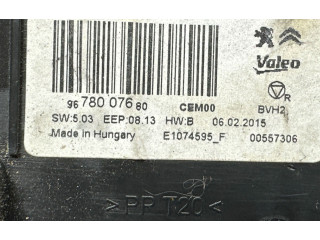 Valeo
96 780 076 80 CEM00 BVH2 R
SW:5.03 EEP:08.13 HW:B 06.02.2015
Made in Hungary E1074595_F 00557306
>PP T20<